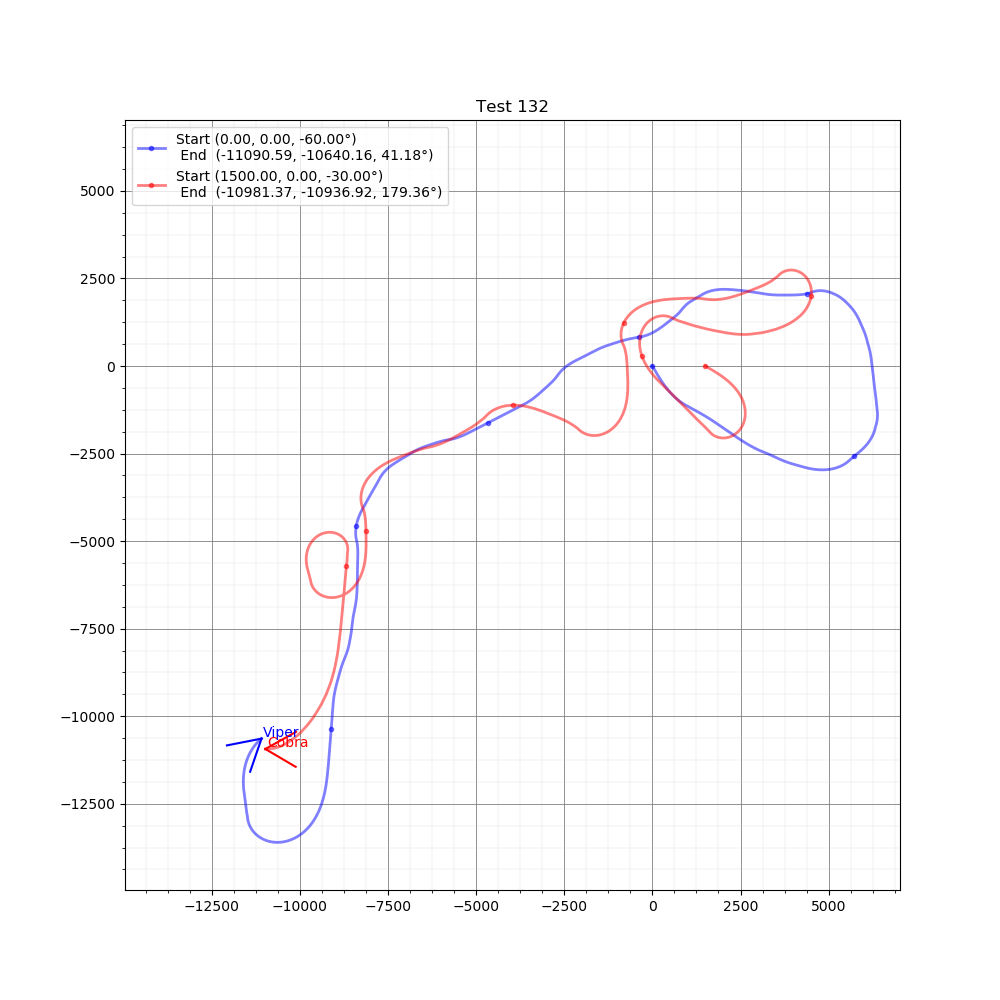 Test 132
Start (0.00, 0.00, -60.00°)
End  (-11090.59, -10640.16, 41.18°)
Start (1500.00, 0.00, -30.00°)
End  (-10981.37, -10936.92, 179.36°)
5000
2500
0
−2500
−5000
−7500
−10000
−12500
Viper
Cobra
−12500 −10000 −7500 −5000 −2500 0 2500 5000